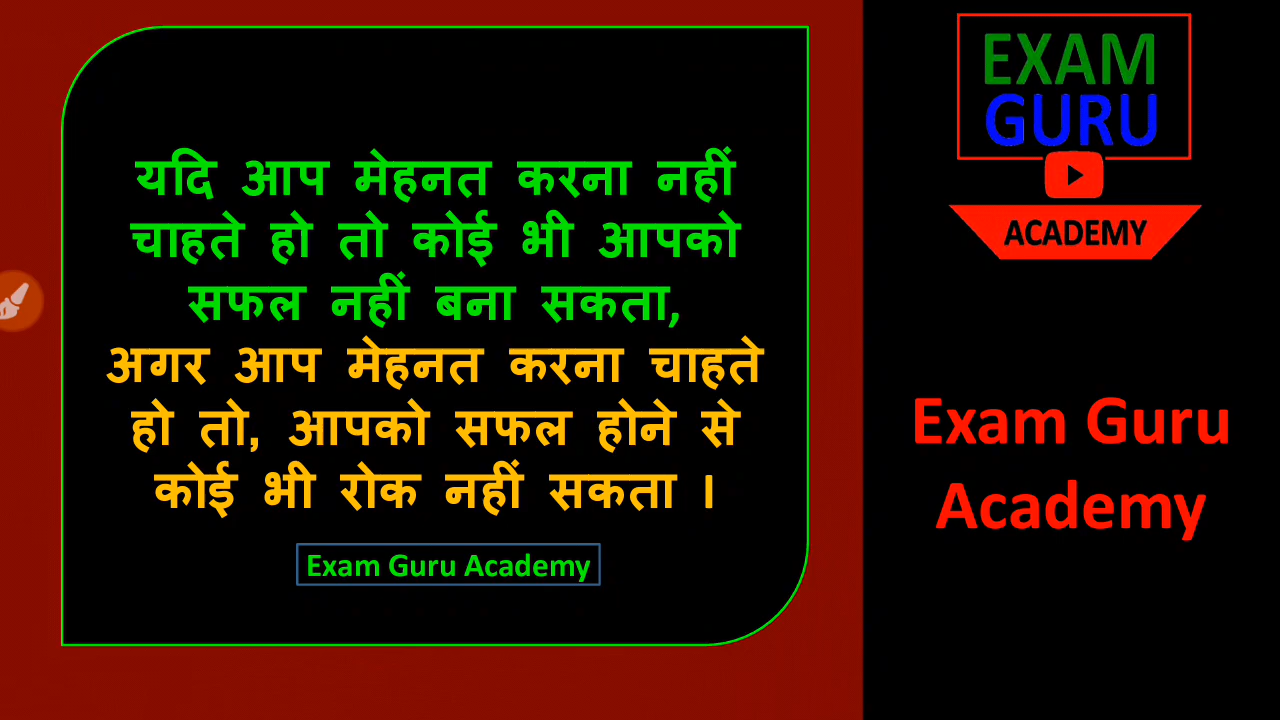 यदि आप मेहनत करना नहीं
चाहते हो तो कोई भी आपको
सफल नहीं बना सकता,
अगर आप मेहनत करना चाहते
हो तो, आपको सफल होने से
कोई भी रोक नहीं सकता ।
Exam Guru Academy
EXAM
GURU
ACADEMY
Exam Guru
Academy